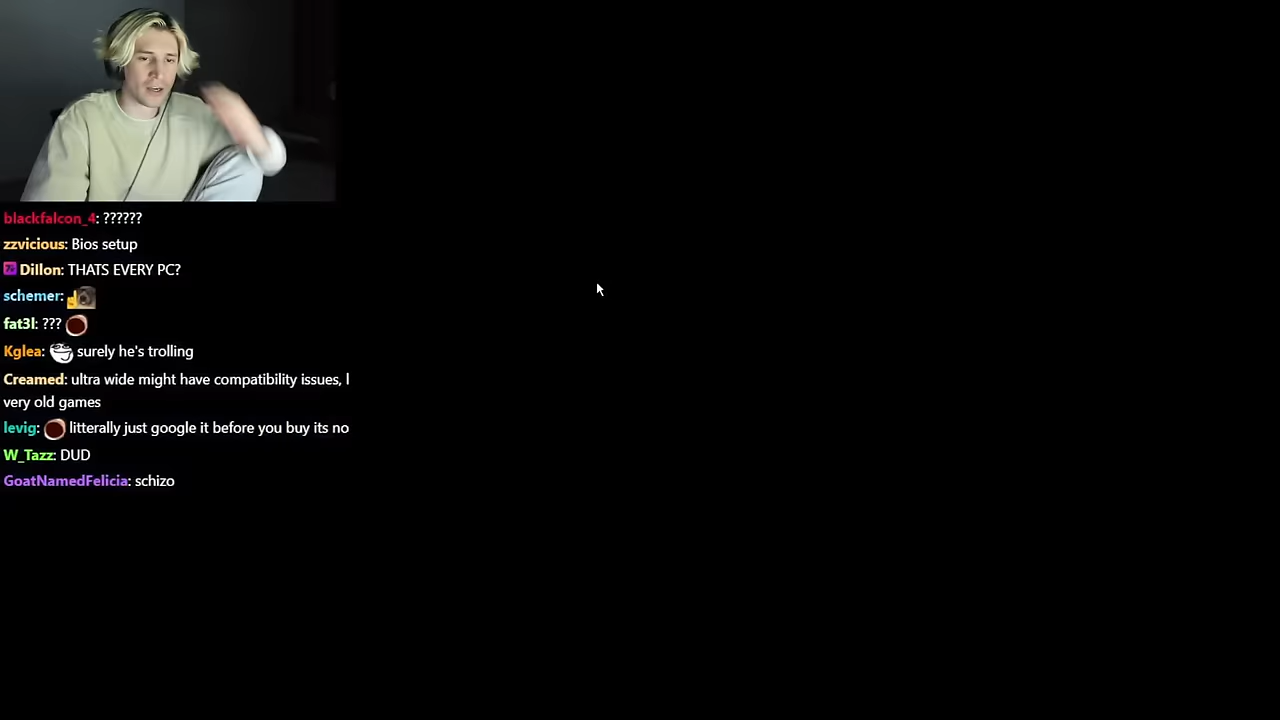 blackfalcon_4: ??????
zzvicious: Bios setup
Dillon: THATS EVERY PC?
schemer:
fat3l: ???
Kglea: surely he's trolling
Creamed: ultra wide might have compatibility issues, l
very old games
levig: litterally just google it before you buy its no
W_Tazz: DUD
GoatNamedFelicia: schizo